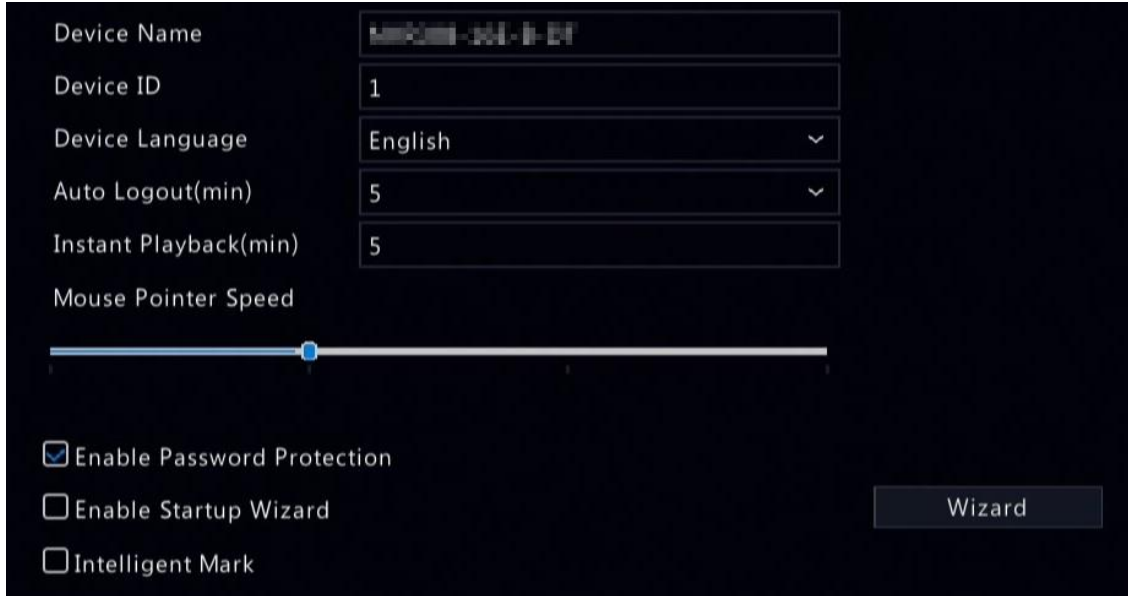 Device Name
Device ID 1
Device Language English
Auto Logout(min) 5
Instant Playback(min) 5
Mouse Pointer Speed
Enable Password Protection
Enable Startup Wizard Wizard
Intelligent Mark